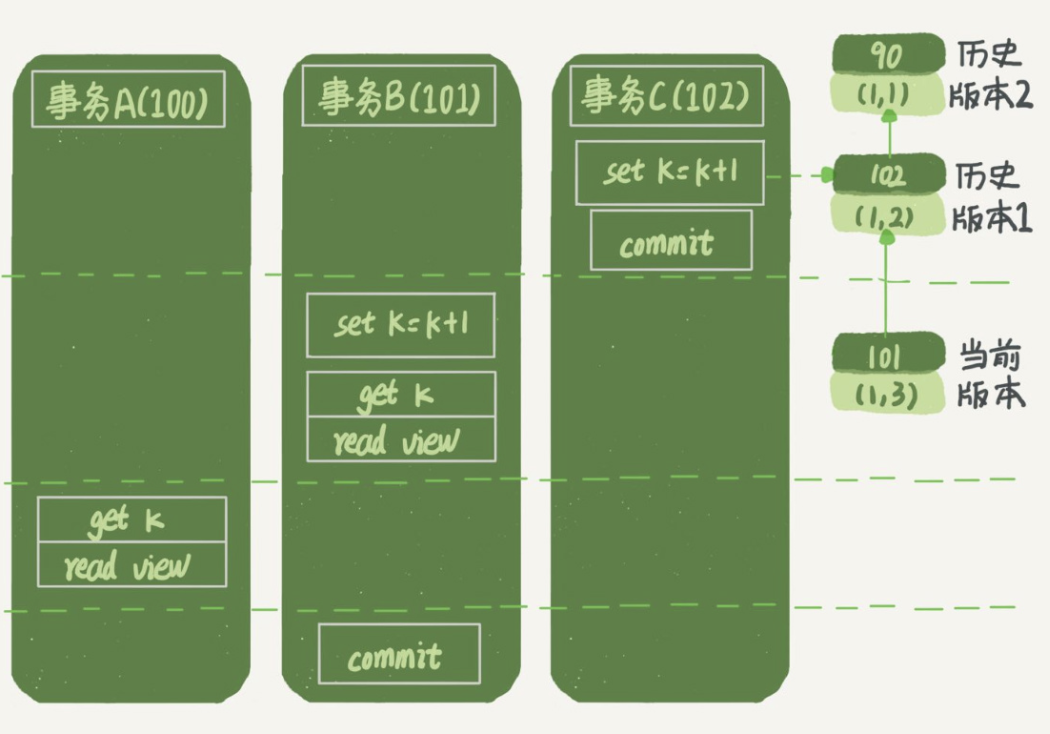 事务A(100)
get k
read view
事务B(101)
set k=k+1
get k
read view
commit
事务C(102)
set k=k+1
commit
90
(1,1)
历史
版本2
102
(1,2)
历史
版本1
101
(1,3)
当前
版本